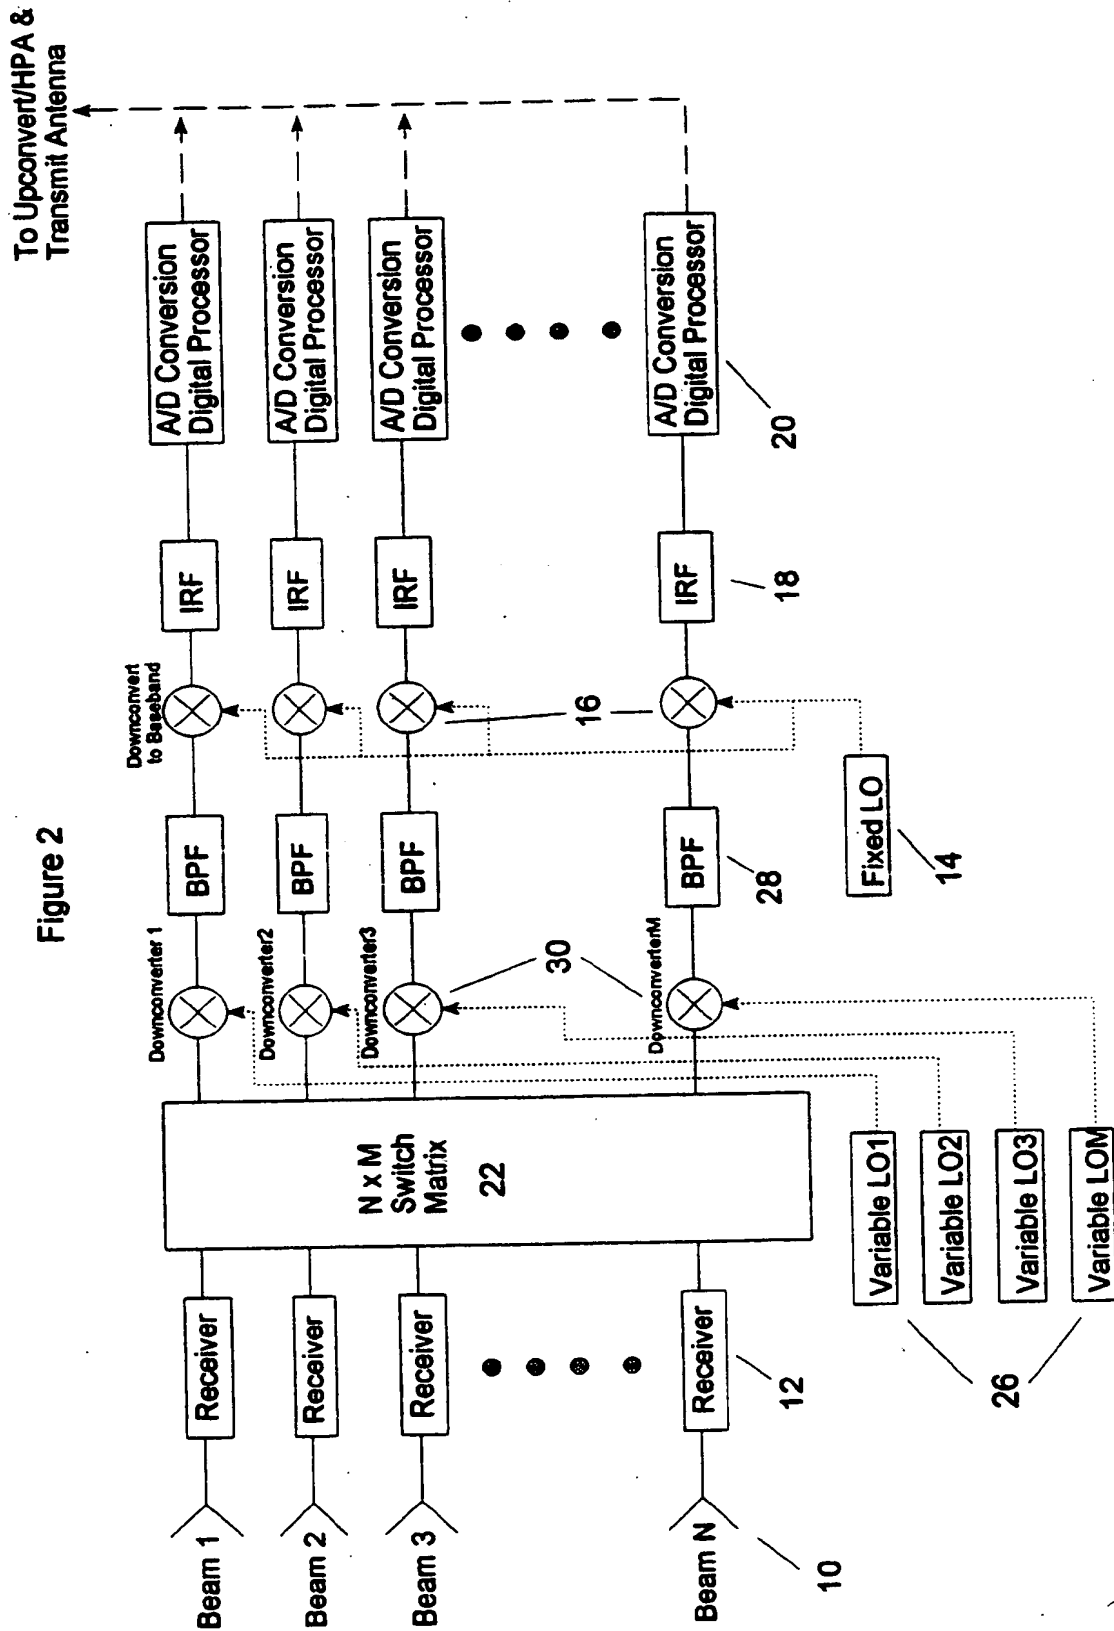 Figure 2
To Upconvert/HPA &
Transmit Antenna
Beam 1
Receiver
Beam 2
Receiver
Beam 3
Receiver
Beam N
Receiver
10
12
N x M
Switch
Matrix
22
Downconverter 1
Downconverter2
Downconverter3
DownconverterM
30
BPF
BPF
BPF
BPF
28
Downconvert
to Baseband
16
IRF
IRF
IRF
IRF
18
A/D Conversion
Digital Processor
A/D Conversion
Digital Processor
A/D Conversion
Digital Processor
A/D Conversion
Digital Processor
20
Variable LO1
Variable LO2
Variable LO3
Variable LOM
26
Fixed LO
14